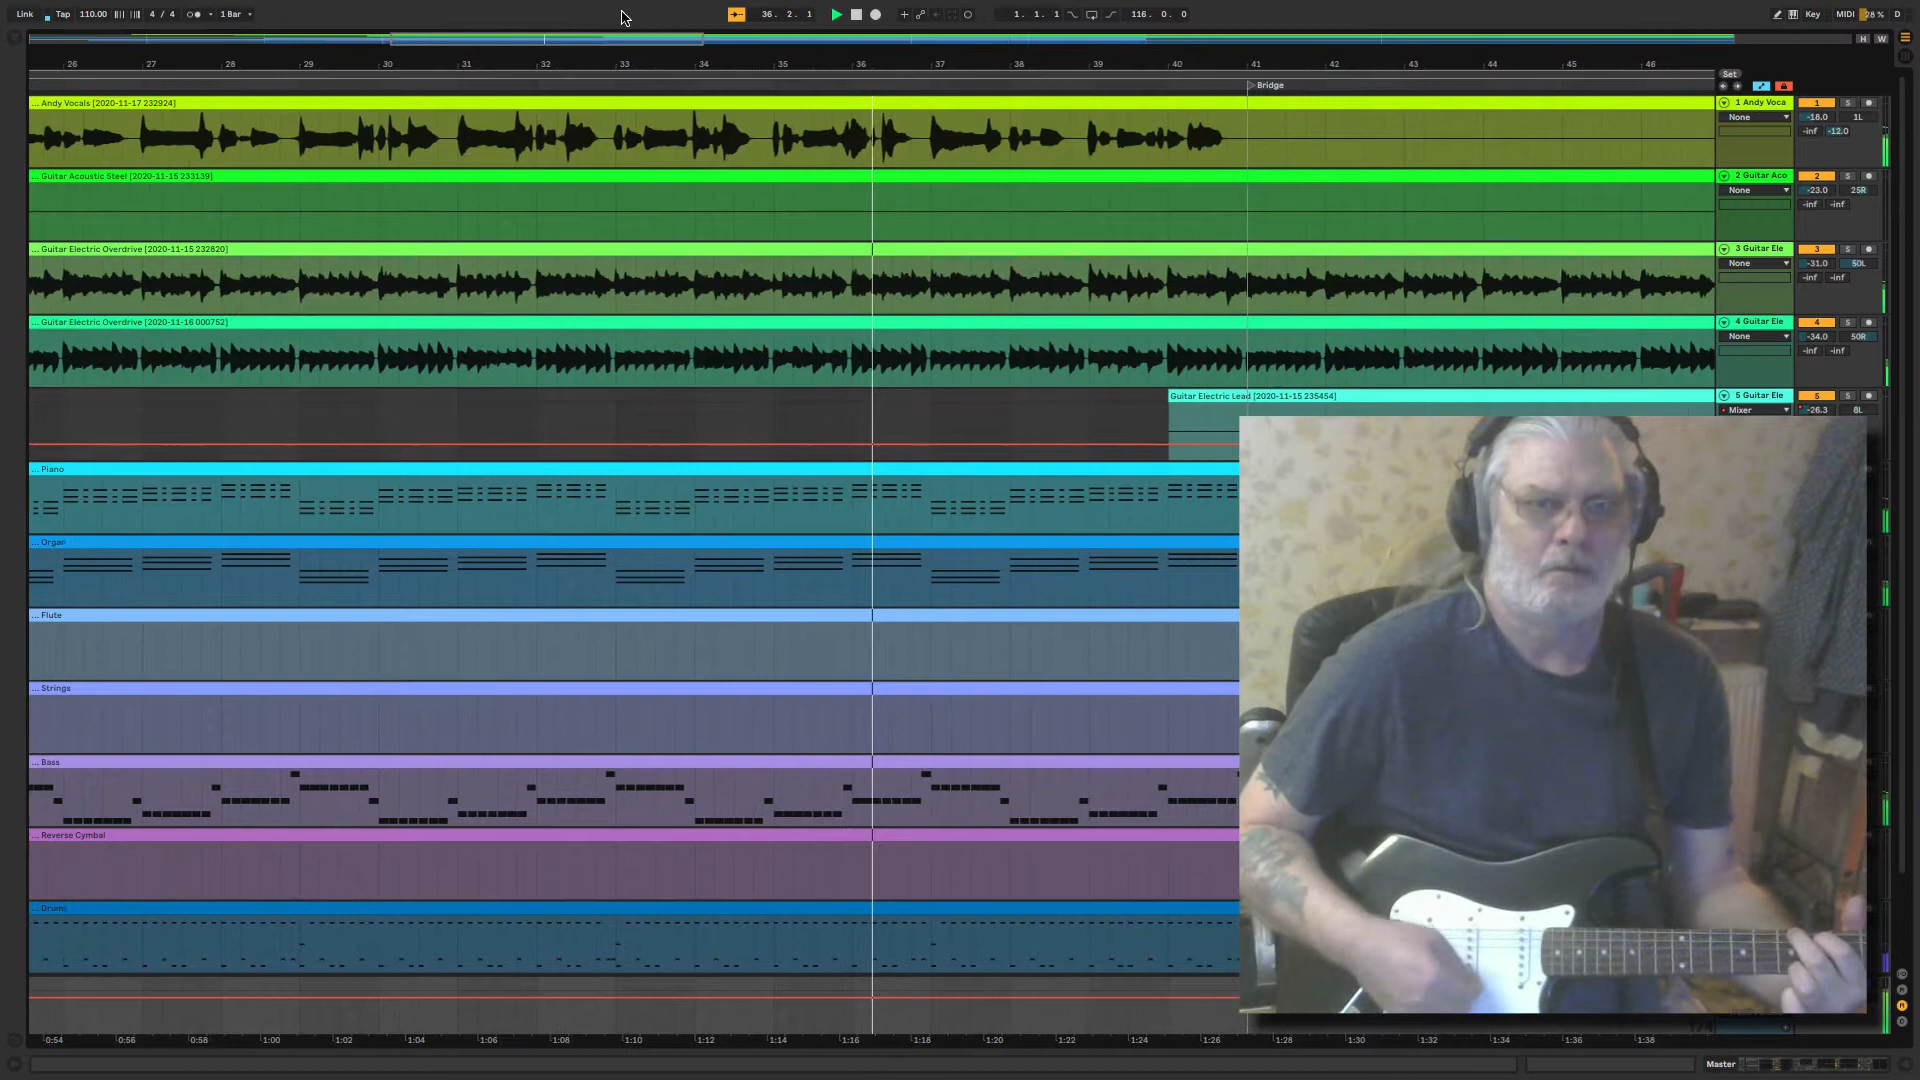 Link Tap 110.00 4 / 4 1 Bar 36. 2. 1 1. 1. 1 116. 0. 0 Key MIDI 28 % D
H W
26 27 28 29 30 31 32 33 34 35 36 37 38 39 40 41 42 43 44 45 46
Set
Bridge
... Andy Vocals [2020-11-17 232924] 1 Andy Voca 1 S
None -18.0 1L
-inf -12.0
... Guitar Acoustic Steel [2020-11-15 233139] 2 Guitar Aco 2 S
None -23.0 25R
-inf -inf
... Guitar Electric Overdrive [2020-11-15 232820] 3 Guitar Ele 3 S
None -31.0 50L
-inf -inf
... Guitar Electric Overdrive [2020-11-16 000752] 4 Guitar Ele 4 S
None -34.0 50R
-inf -inf
Guitar Electric Lead [2020-11-15 235454] 5 Guitar Ele 5 S
Mixer -26.3 8L
... Piano
... Organ
... Flute
... Strings
... Bass
... Reverse Cymbal
... Drums
0:54 0:56 0:58 1:00 1:02 1:04 1:06 1:08 1:10 1:12 1:14 1:16 1:18 1:20 1:22 1:24 1:26 1:28 1:30 1:32 1:34 1:36 1:38
Master